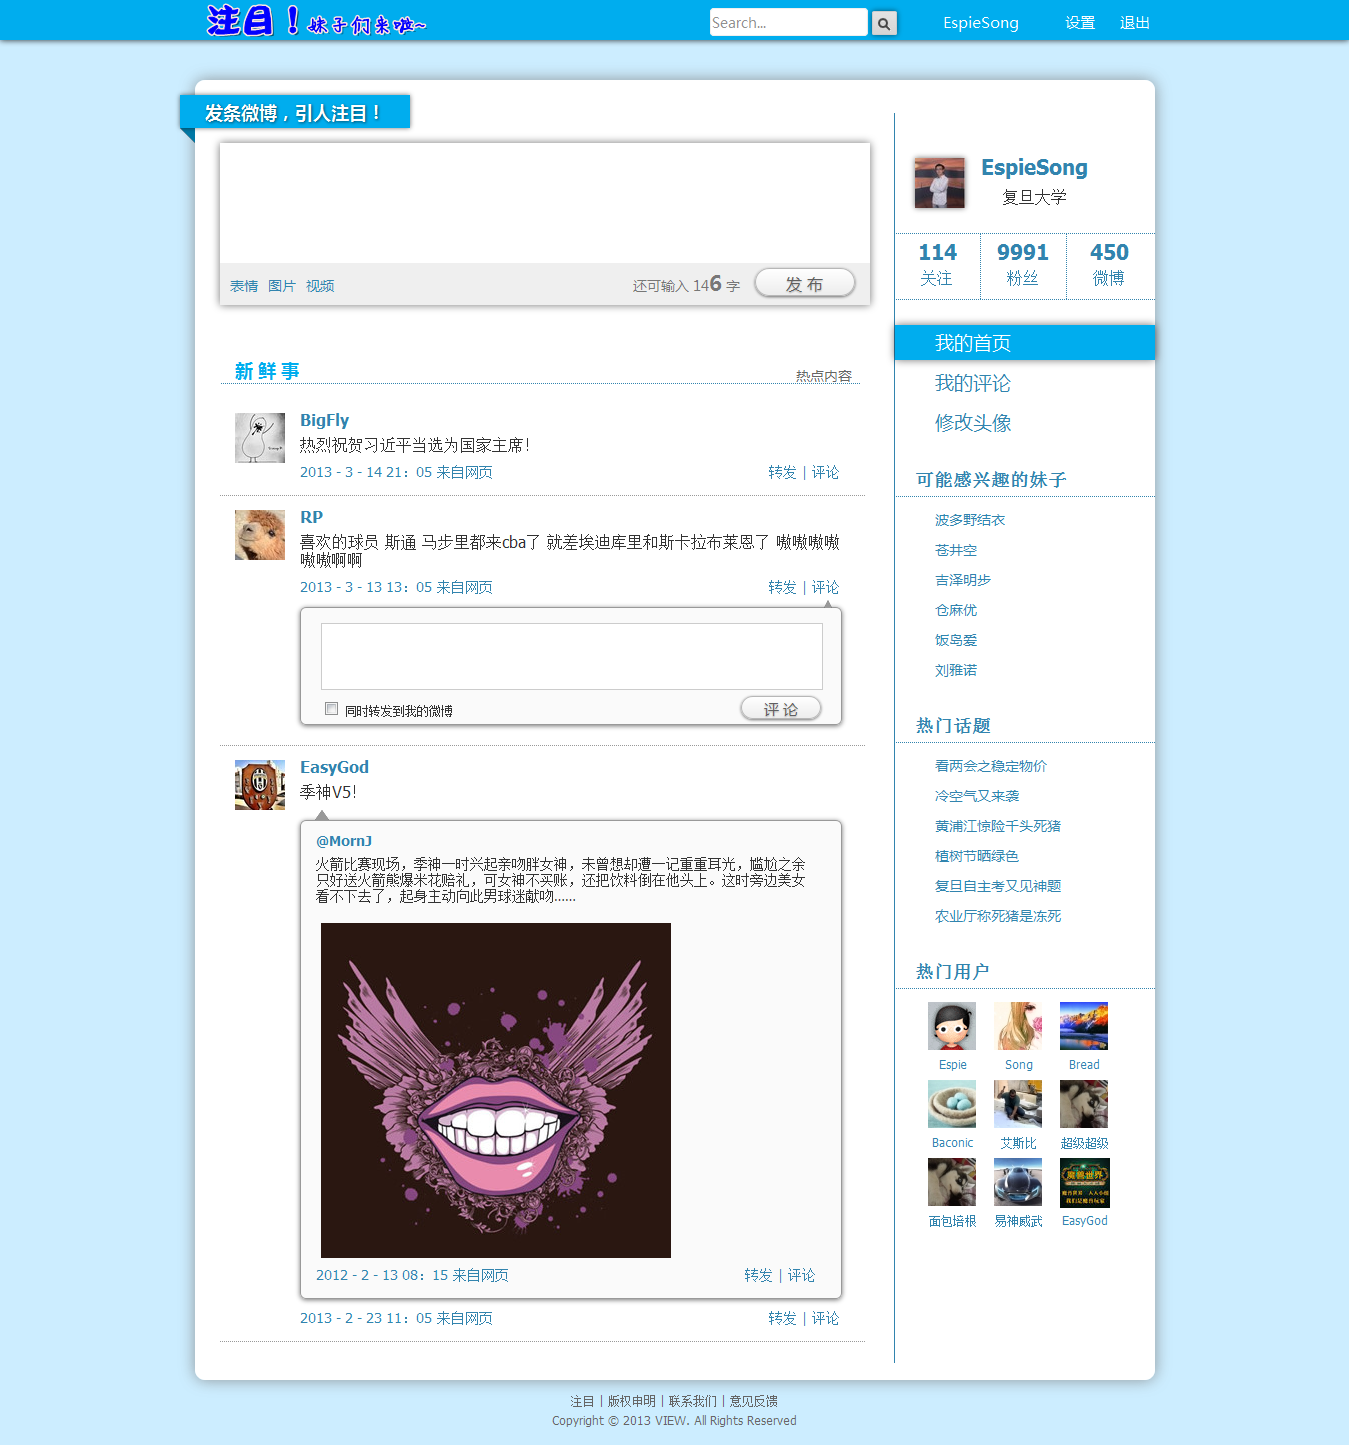 注目！妹子们来啦~
Search...
EspieSong 设置 退出
发条微博，引人注目！
表情 图片 视频 还可输入 146 字 发 布
新 鲜 事 热点内容
BigFly
热烈祝贺习近平当选为国家主席！
2013 - 3 - 14 21：05 来自网页 转发 | 评论
RP
喜欢的球员 斯通 马步里都来cba了 就差埃迪库里和斯卡拉布莱恩了 嗷嗷嗷嗷
嗷嗷啊啊
2013 - 3 - 13 13：05 来自网页 转发 | 评论
同时转发到我的微博 评 论
EasyGod
季神V5！
@MornJ
火箭比赛现场，季神一时兴起亲吻胖女神，未曾想却遭一记重重耳光，尴尬之余
只好送火箭熊爆米花赔礼，可女神不买账，还把饮料倒在他头上。这时旁边美女
看不下去了，起身主动向此男球迷献吻......
2012 - 2 - 13 08：15 来自网页 转发 | 评论
2013 - 2 - 23 11：05 来自网页 转发 | 评论
EspieSong
复旦大学
114 9991 450
关注 粉丝 微博
我的首页
我的评论
修改头像
可能感兴趣的妹子
波多野结衣
苍井空
吉泽明步
仓麻优
饭岛爱
刘雅诺
热门话题
看两会之稳定物价
冷空气又来袭
黄浦江惊险千头死猪
植树节晒绿色
复旦自主考又见神题
农业厅称死猪是冻死
热门用户
Espie Song Bread
Baconic 艾斯比 超级超级
魔兽世界
我们是魔兽玩家
面包培根 易神威武 EasyGod
注目 | 版权申明 | 联系我们 | 意见反馈
Copyright © 2013 VIEW. All Rights Reserved